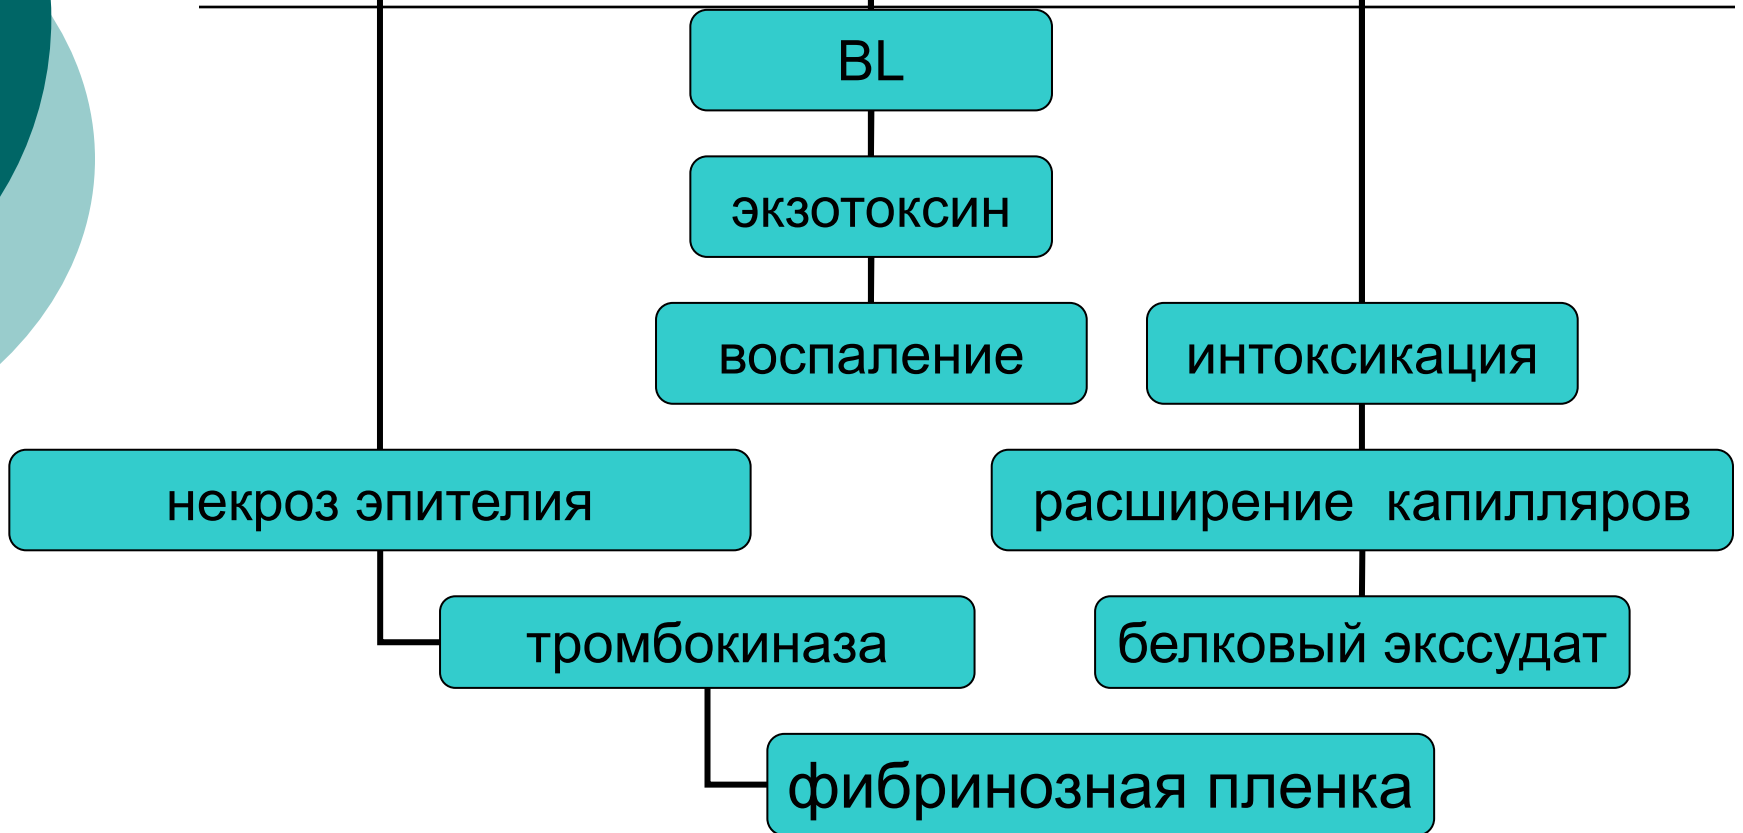 BL
экзотоксин
воспаление
интоксикация
некроз эпителия
расширение капилляров
тромбокиназа
белковый экссудат
фибринозная пленка